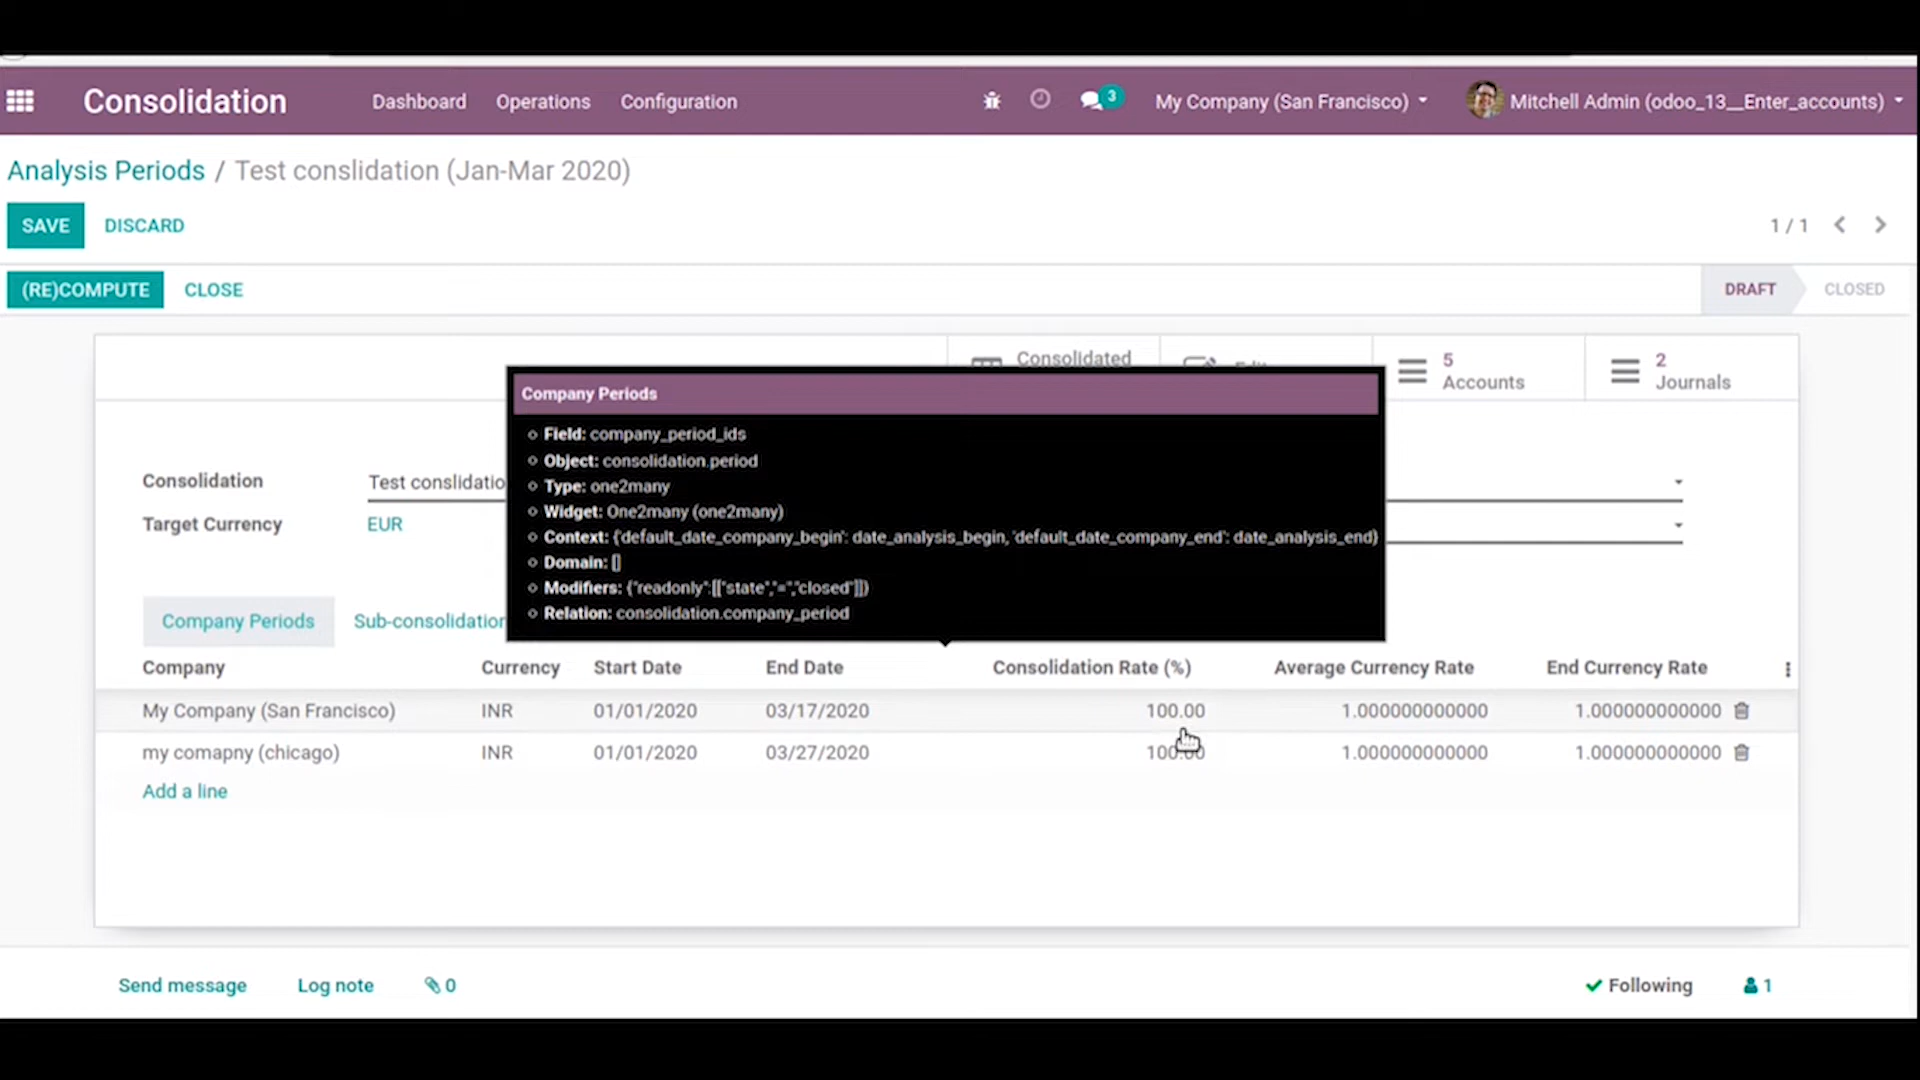 Consolidation Dashboard Operations Configuration 3 My Company (San Francisco) Mitchell Admin (odoo_13__Enter_accounts)
Analysis Periods / Test conslidation (Jan-Mar 2020)
SAVE DISCARD 1 / 1
(RE)COMPUTE CLOSE DRAFT CLOSED
Consolidated
5 Accounts
2 Journals
Company Periods
Field: company_period_ids
Object: consolidation.period
Type: one2many
Widget: One2many (one2many)
Context: {'default_date_company_begin': date_analysis_begin, 'default_date_company_end': date_analysis_end}
Domain: []
Modifiers: {"readonly":[["state","=","closed"]]}
Relation: consolidation.company_period
Consolidation Test conslidatio
Target Currency EUR
Company Periods Sub-consolidation
Company Currency Start Date End Date Consolidation Rate (%) Average Currency Rate End Currency Rate
My Company (San Francisco) INR 01/01/2020 03/17/2020 100.00 1.000000000000 1.000000000000
my comapny (chicago) INR 01/01/2020 03/27/2020 100.00 1.000000000000 1.000000000000
Add a line
Send message Log note 0 Following 1